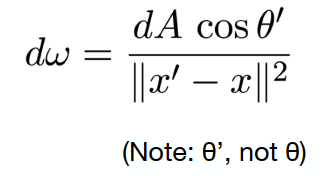 dω = dA cos θ′ / ||x′ − x||²
(Note: θ’, not θ)